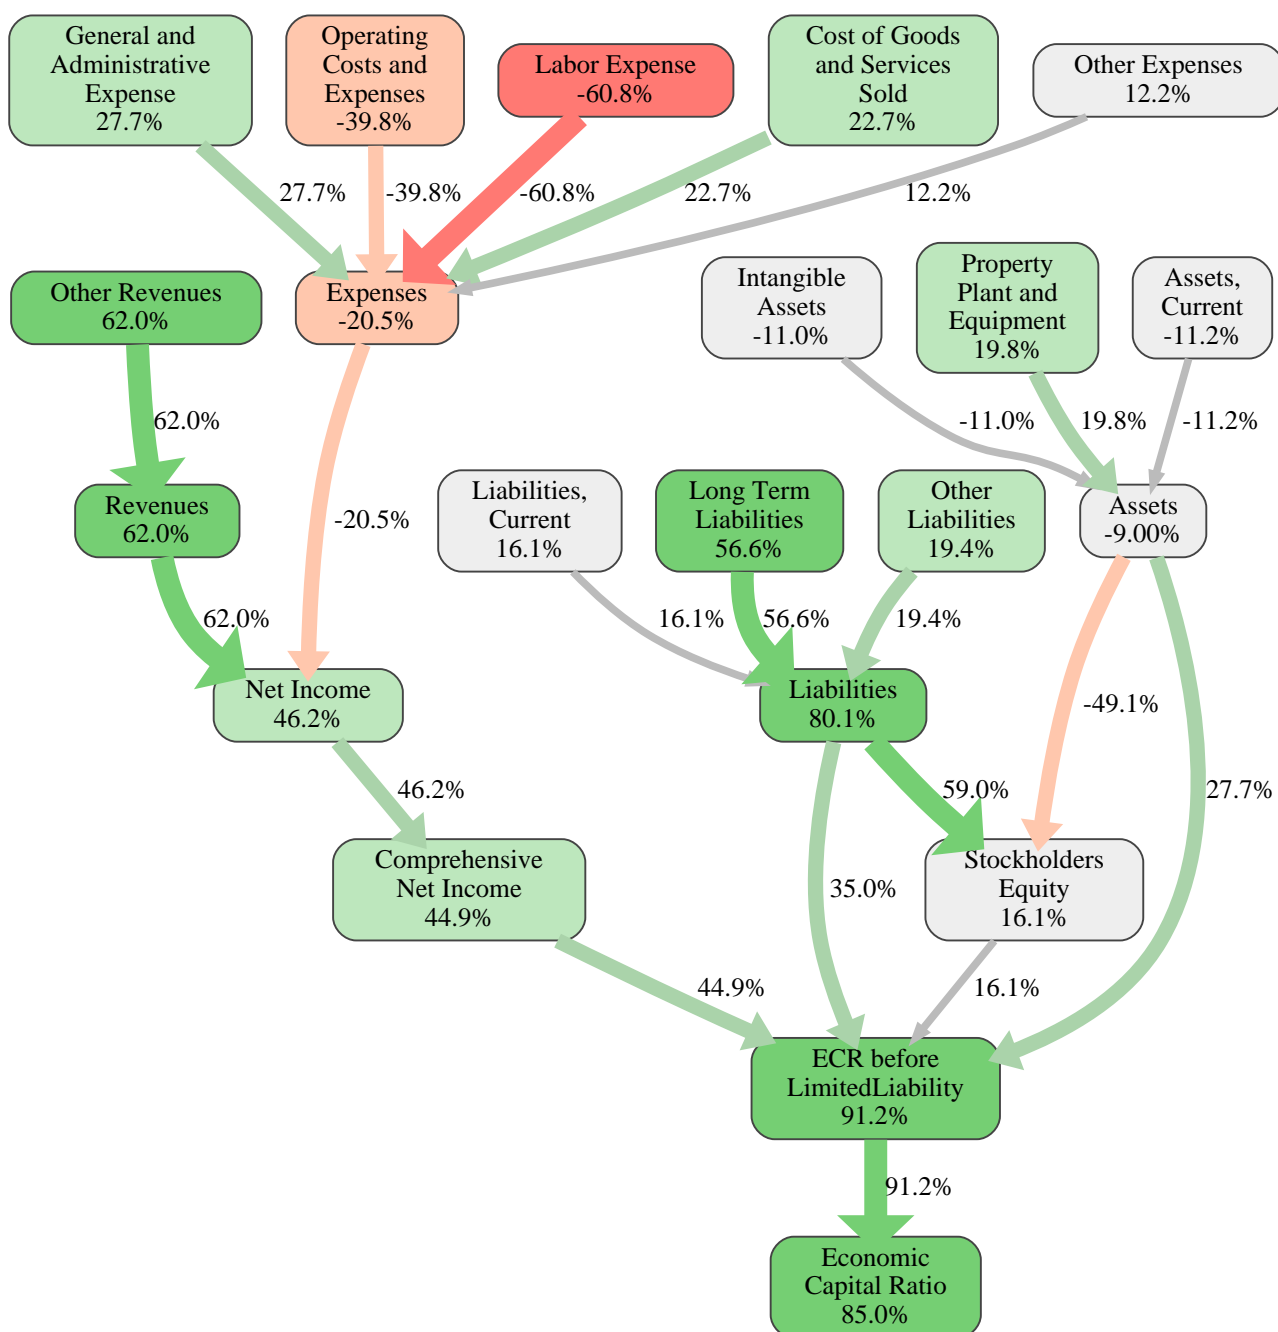 General and
Administrative
Expense
27.7%
Operating
Costs and
Expenses
-39.8%
Labor Expense
-60.8%
Cost of Goods
and Services
Sold
22.7%
Other Expenses
12.2%
27.7%
-39.8%
-60.8%
22.7%
12.2%
Other Revenues
62.0%
Expenses
-20.5%
Intangible
Assets
-11.0%
Property
Plant and
Equipment
19.8%
Assets,
Current
-11.2%
62.0%
-20.5%
-11.0%
19.8%
-11.2%
Revenues
62.0%
Liabilities,
Current
16.1%
Long Term
Liabilities
56.6%
Other
Liabilities
19.4%
Assets
-9.00%
62.0%
16.1%
56.6%
19.4%
Net Income
46.2%
Liabilities
80.1%
-49.1%
27.7%
46.2%
59.0%
Comprehensive
Net Income
44.9%
35.0%
Stockholders
Equity
16.1%
44.9%
16.1%
ECR before
LimitedLiability
91.2%
91.2%
Economic
Capital Ratio
85.0%